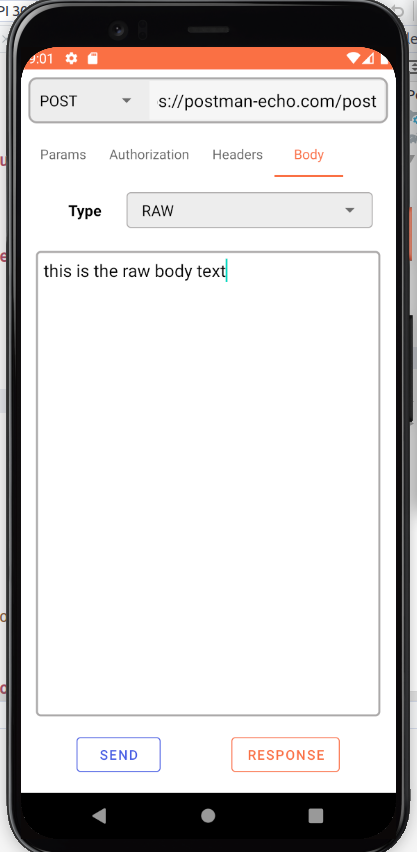 9:01
POST
s://postman-echo.com/post
Params Authorization Headers Body
Type RAW
this is the raw body text
SEND RESPONSE